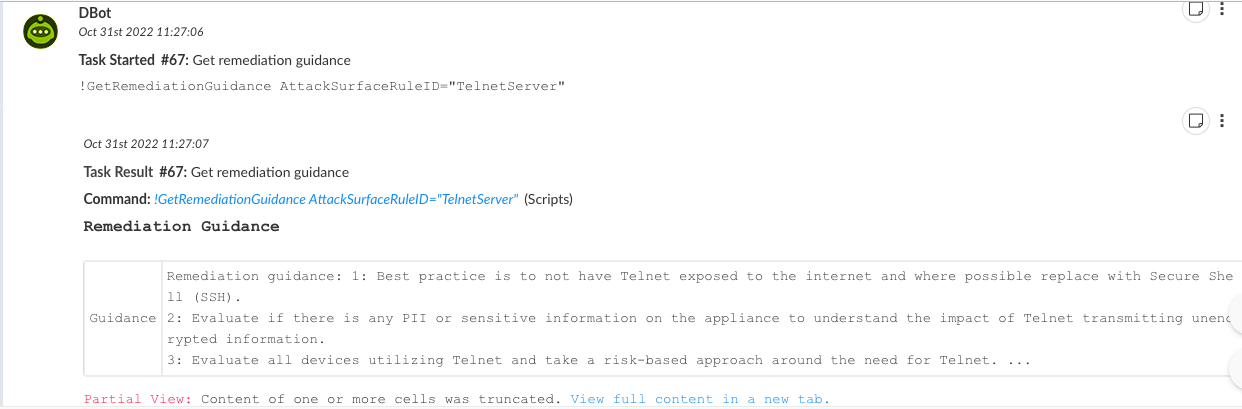 DBot
Oct 31st 2022 11:27:06
Task Started #67: Get remediation guidance
!GetRemediationGuidance AttackSurfaceRuleID="TelnetServer"
Oct 31st 2022 11:27:07
Task Result #67: Get remediation guidance
Command: !GetRemediationGuidance AttackSurfaceRuleID="TelnetServer" (Scripts)
Remediation Guidance
Guidance
Remediation guidance: 1: Best practice is to not have Telnet exposed to the internet and where possible replace with Secure She
ll (SSH).
2: Evaluate if there is any PII or sensitive information on the appliance to understand the impact of Telnet transmitting unenc
rypted information.
3: Evaluate all devices utilizing Telnet and take a risk-based approach around the need for Telnet. ...
Partial View: Content of one or more cells was truncated. View full content in a new tab.